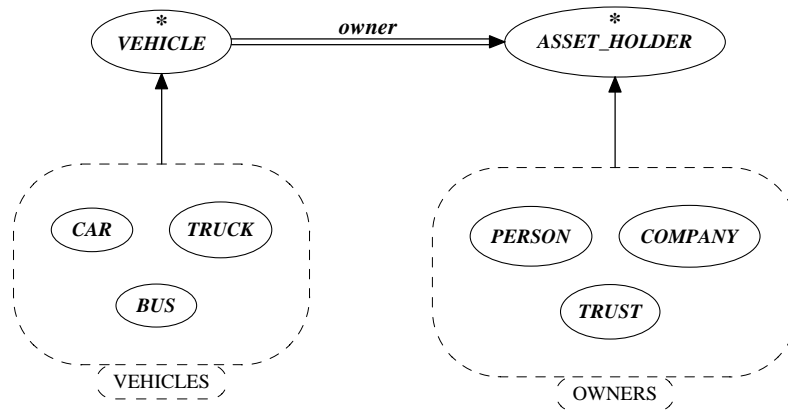 *
VEHICLE
owner
*
ASSET_HOLDER
CAR
TRUCK
BUS
VEHICLES
PERSON
COMPANY
TRUST
OWNERS